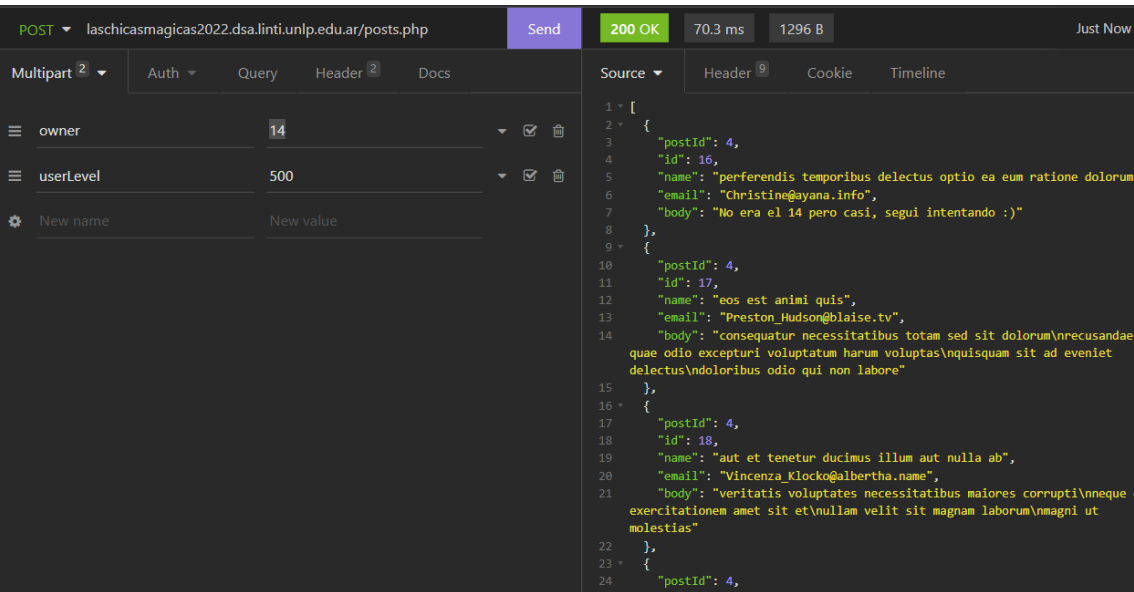 POST laschicasmagicas2022.dsa.linti.unlp.edu.ar/posts.php Send 200 OK 70.3 ms 1296 B Just Now
Multipart 2 Auth Query Header 2 Docs
Source Header 9 Cookie Timeline
owner 14
userLevel 500
New name New value
1 [
2 {
3 "postId": 4,
4 "id": 16,
5 "name": "perferendis temporibus delectus optio ea eum ratione dolorum
6 "email": "Christine@ayana.info",
7 "body": "No era el 14 pero casi, segui intentando :)"
8 },
9 {
10 "postId": 4,
11 "id": 17,
12 "name": "eos est animi quis",
13 "email": "Preston_Hudson@blaise.tv",
14 "body": "consequatur necessitatibus totam sed sit dolorum\nrecusandae
quae odio excepturi voluptatum harum voluptas\nquisquam sit ad eveniet
delectus\ndoloribus odio qui non labore"
15 },
16 {
17 "postId": 4,
18 "id": 18,
19 "name": "aut et tenetur ducimus illum aut nulla ab",
20 "email": "Vincenza_Klocko@albertha.name",
21 "body": "veritatis voluptates necessitatibus maiores corrupti\nneque
exercitationem amet sit et\nullam velit sit magnam laborum\nmagni ut
molestias"
22 },
23 {
24 "postId": 4,